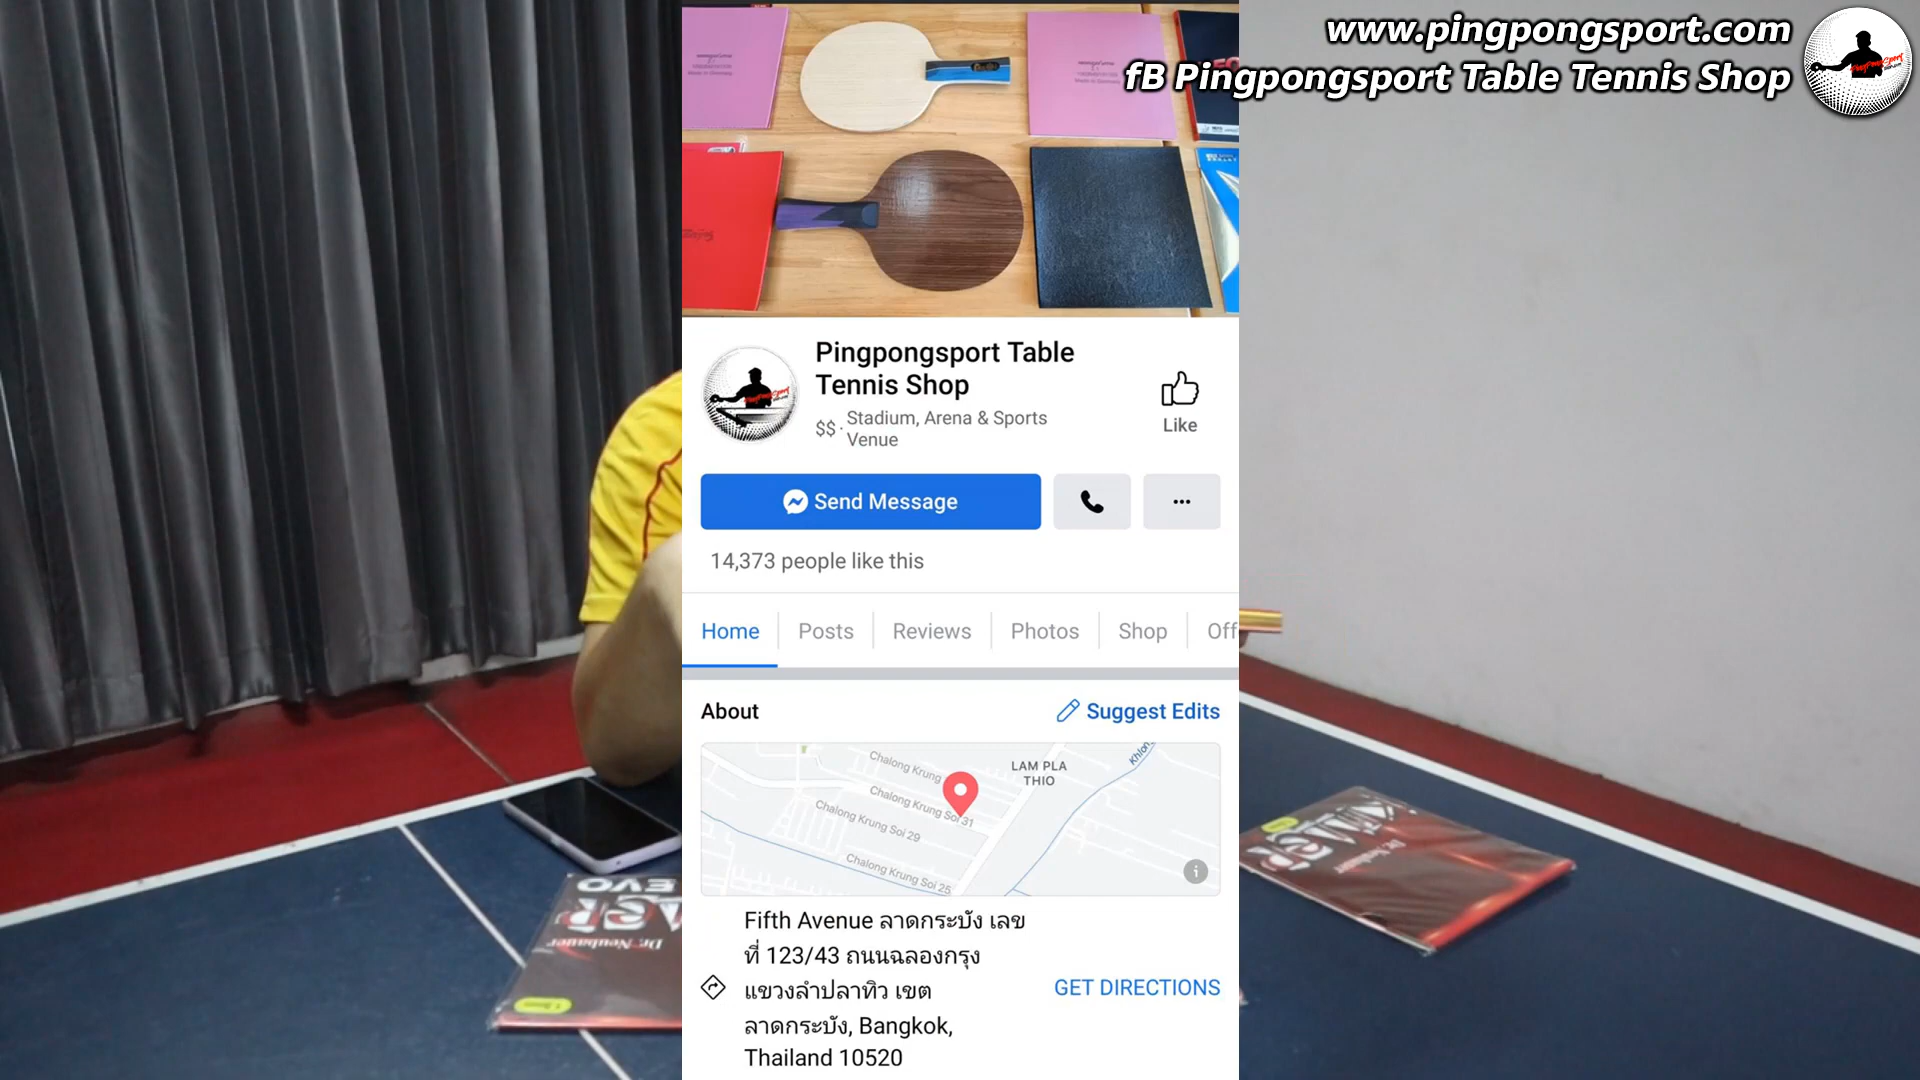 www.pingpongsport.com
fB Pingpongsport Table Tennis Shop
Pingpongsport Table
Tennis Shop
$$ · Stadium, Arena & Sports
Venue
Like
Send Message
14,373 people like this
Home
Posts
Reviews
Photos
Shop
Off
About
Suggest Edits
Chalong Krung
LAM PLA
THIO
Khlong
Chalong Krung Soi 31
Chalong Krung Soi 29
Chalong Krung Soi 25
Fifth Avenue ลาดกระบัง เลข
ที่ 123/43 ถนนฉลองกรุง
แขวงลำปลาทิว เขต
ลาดกระบัง, Bangkok,
Thailand 10520
GET DIRECTIONS
EVO
Dr. Neubauer
Dr. Neubauer